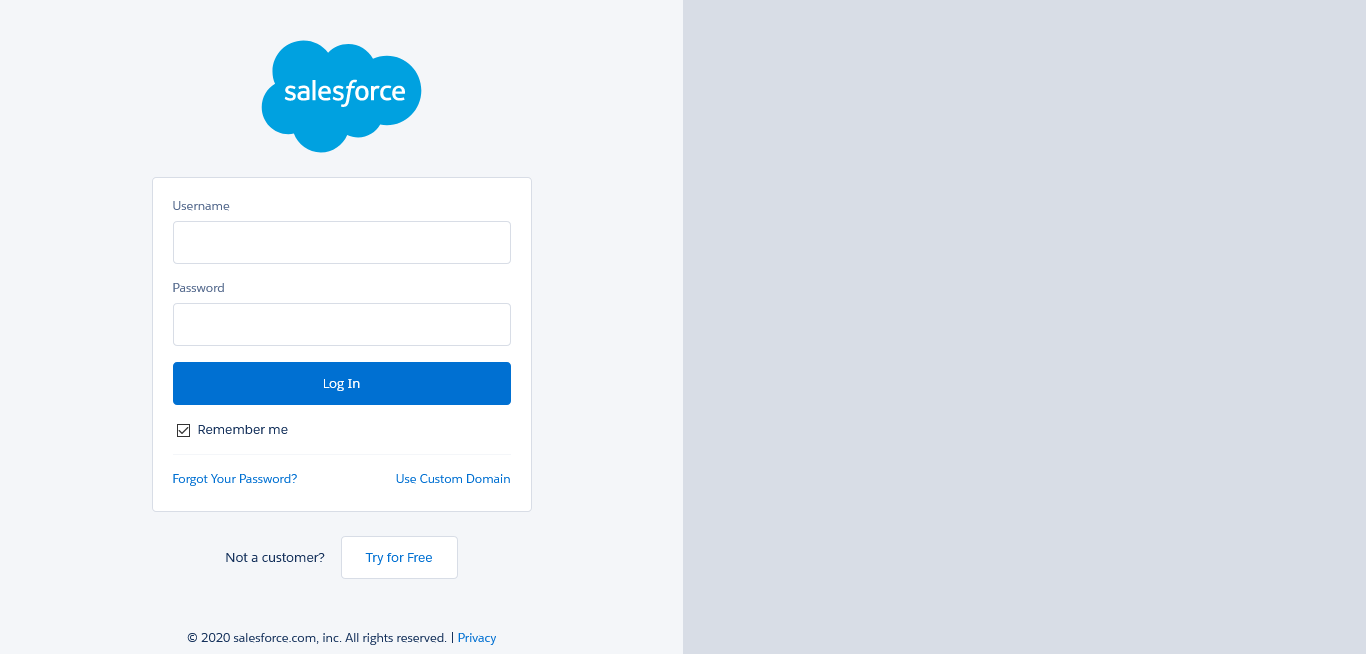 salesforce
Username
Password
Log In
Remember me
Forgot Your Password? Use Custom Domain
Not a customer? Try for Free
© 2020 salesforce.com, inc. All rights reserved. | Privacy